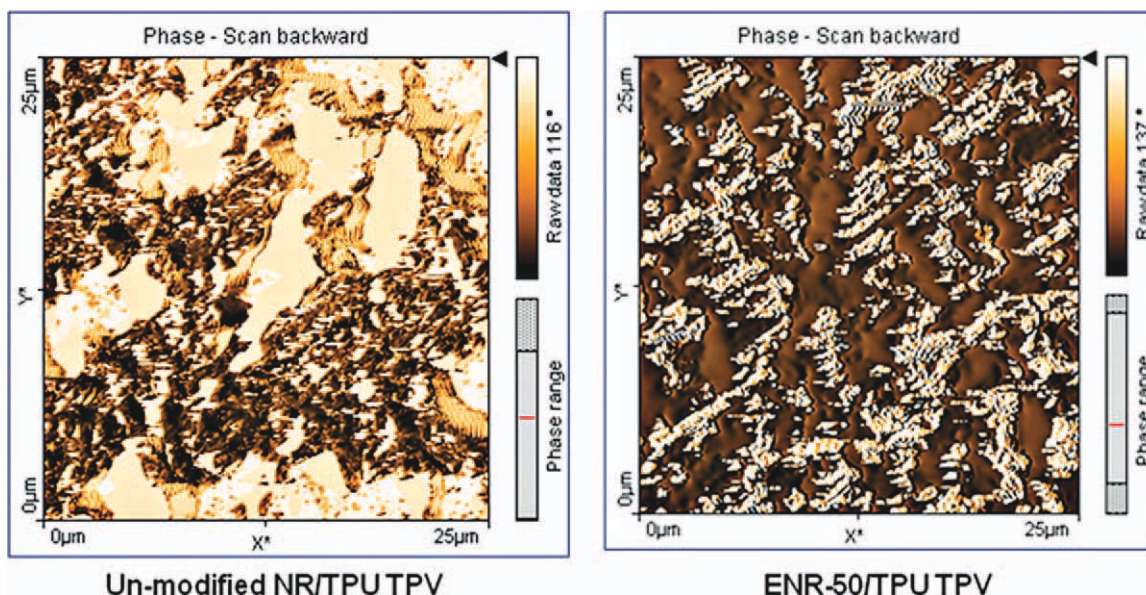 Phase - Scan backward
25µm
Y*
0µm
0µm
X*
25µm
Raw data 116°
Phase range
Un-modified NR/TPU TPV
Phase - Scan backward
25µm
Y*
0µm
0µm
X*
25µm
Raw data 137°
Phase range
ENR-50/TPU TPV